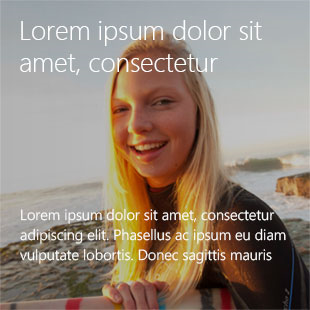 Lorem ipsum dolor sit
amet, consectetur
Lorem ipsum dolor sit amet, consectetur
adipiscing elit. Phasellus ac ipsum eu diam
vulputate lobortis. Donec sagittis mauris